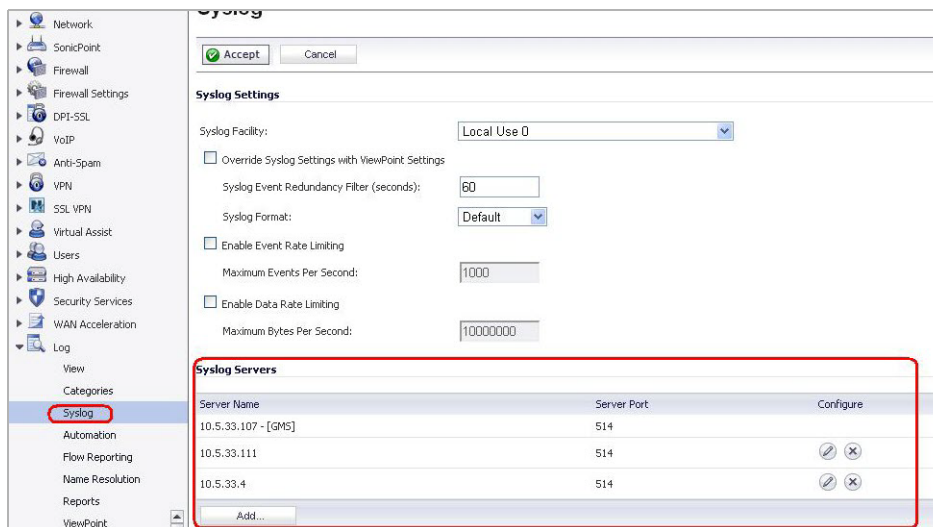 Network
SonicPoint
Firewall
Firewall Settings
DPI-SSL
VoIP
Anti-Spam
VPN
SSL VPN
Virtual Assist
Users
High Availability
Security Services
WAN Acceleration
Log
View
Categories
Syslog
Automation
Flow Reporting
Name Resolution
Reports
ViewPoint
Syslog
Accept Cancel
Syslog Settings
Syslog Facility: Local Use 0
Override Syslog Settings with ViewPoint Settings
Syslog Event Redundancy Filter (seconds): 60
Syslog Format: Default
Enable Event Rate Limiting
Maximum Events Per Second: 1000
Enable Data Rate Limiting
Maximum Bytes Per Second: 10000000
Syslog Servers
Server Name Server Port Configure
10.5.33.107 - [GMS] 514
10.5.33.111 514
10.5.33.4 514
Add...